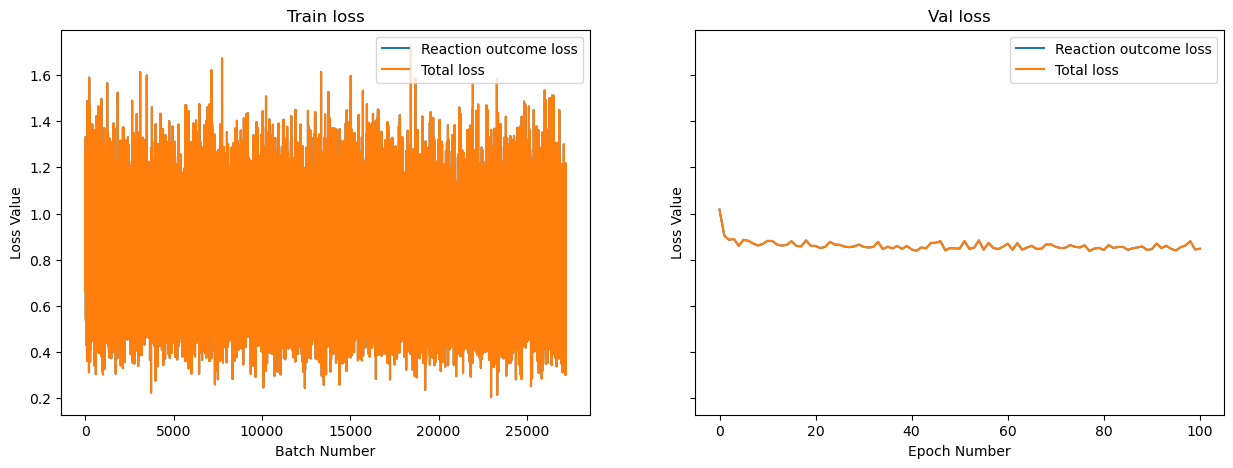 Train loss
Reaction outcome loss
Total loss
Loss Value
1.6
1.4
1.2
1.0
0.8
0.6
0.4
0.2
0
5000
10000
15000
20000
25000
Batch Number
Val loss
Reaction outcome loss
Total loss
Loss Value
0
20
40
60
80
100
Epoch Number